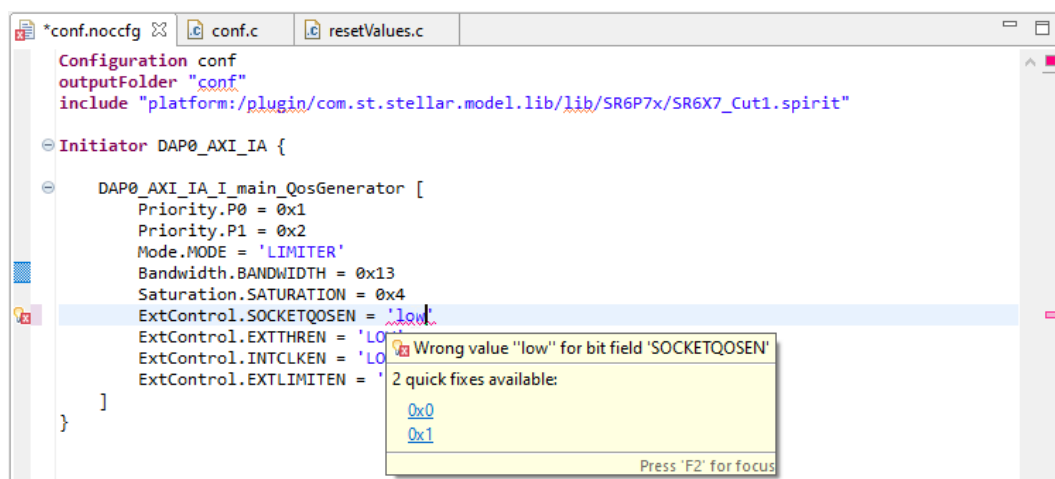 *conf.noccfg conf.c resetValues.c
Configuration conf
outputFolder "conf"
include "platform:/plugin/com.st.stellar.model.lib/lib/SR6P7x/SR6X7_Cut1.spirit"
Initiator DAP0_AXI_IA {
DAP0_AXI_IA_I_main_QosGenerator [
Priority.P0 = 0x1
Priority.P1 = 0x2
Mode.MODE = 'LIMITER'
Bandwidth.BANDWIDTH = 0x13
Saturation.SATURATION = 0x4
ExtControl.SOCKETQOSEN = 'low'
ExtControl.EXTTHREN = 'LOW'
ExtControl.INTCLKEN = 'LO
ExtControl.EXTLIMITEN = '
]
}
Wrong value "low" for bit field 'SOCKETQOSEN'
2 quick fixes available:
0x0
0x1
Press 'F2' for focus